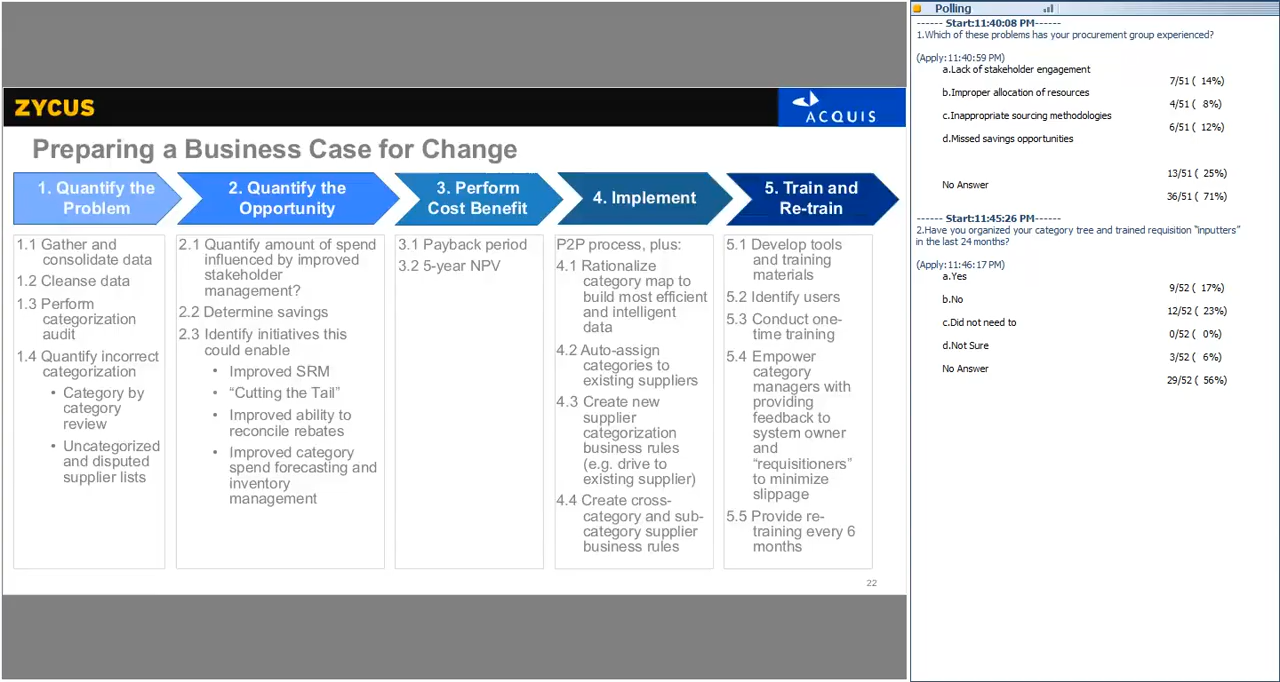 ZYCUS
ACQUIS
Preparing a Business Case for Change
1. Quantify the
Problem
2. Quantify the
Opportunity
3. Perform
Cost Benefit
4. Implement
5. Train and
Re-train
1.1 Gather and
consolidate data
1.2 Cleanse data
1.3 Perform
categorization
audit
1.4 Quantify incorrect
categorization
• Category by
category
review
• Uncategorized
and disputed
supplier lists
2.1 Quantify amount of spend
influenced by improved
stakeholder
management?
2.2 Determine savings
2.3 Identify initiatives this
could enable
• Improved SRM
• “Cutting the Tail”
• Improved ability to
reconcile rebates
• Improved category
spend forecasting and
inventory
management
3.1 Payback period
3.2 5-year NPV
P2P process, plus:
4.1 Rationalize
category map to
build most efficient
and intelligent
data
4.2 Auto-assign
categories to
existing suppliers
4.3 Create new
supplier
categorization
business rules
(e.g. drive to
existing supplier)
4.4 Create cross-
category and sub-
category supplier
business rules
5.1 Develop tools
and training
materials
5.2 Identify users
5.3 Conduct one-
time training
5.4 Empower
category
managers with
providing
feedback to
system owner
and
“requisitioners”
to minimize
slippage
5.5 Provide re-
training every 6
months
22
Polling
------ Start:11:40:08 PM------
1.Which of these problems has your procurement group experienced?
(Apply:11:40:59 PM)
a.Lack of stakeholder engagement
7/51 ( 14%)
b.Improper allocation of resources
4/51 ( 8%)
c.Inappropriate sourcing methodologies
6/51 ( 12%)
d.Missed savings opportunities
13/51 ( 25%)
No Answer
36/51 ( 71%)
------ Start:11:45:26 PM------
2.Have you organized your category tree and trained requisition “inputters”
in the last 24 months?
(Apply:11:46:17 PM)
a.Yes
9/52 ( 17%)
b.No
12/52 ( 23%)
c.Did not need to
0/52 ( 0%)
d.Not Sure
3/52 ( 6%)
No Answer
29/52 ( 56%)